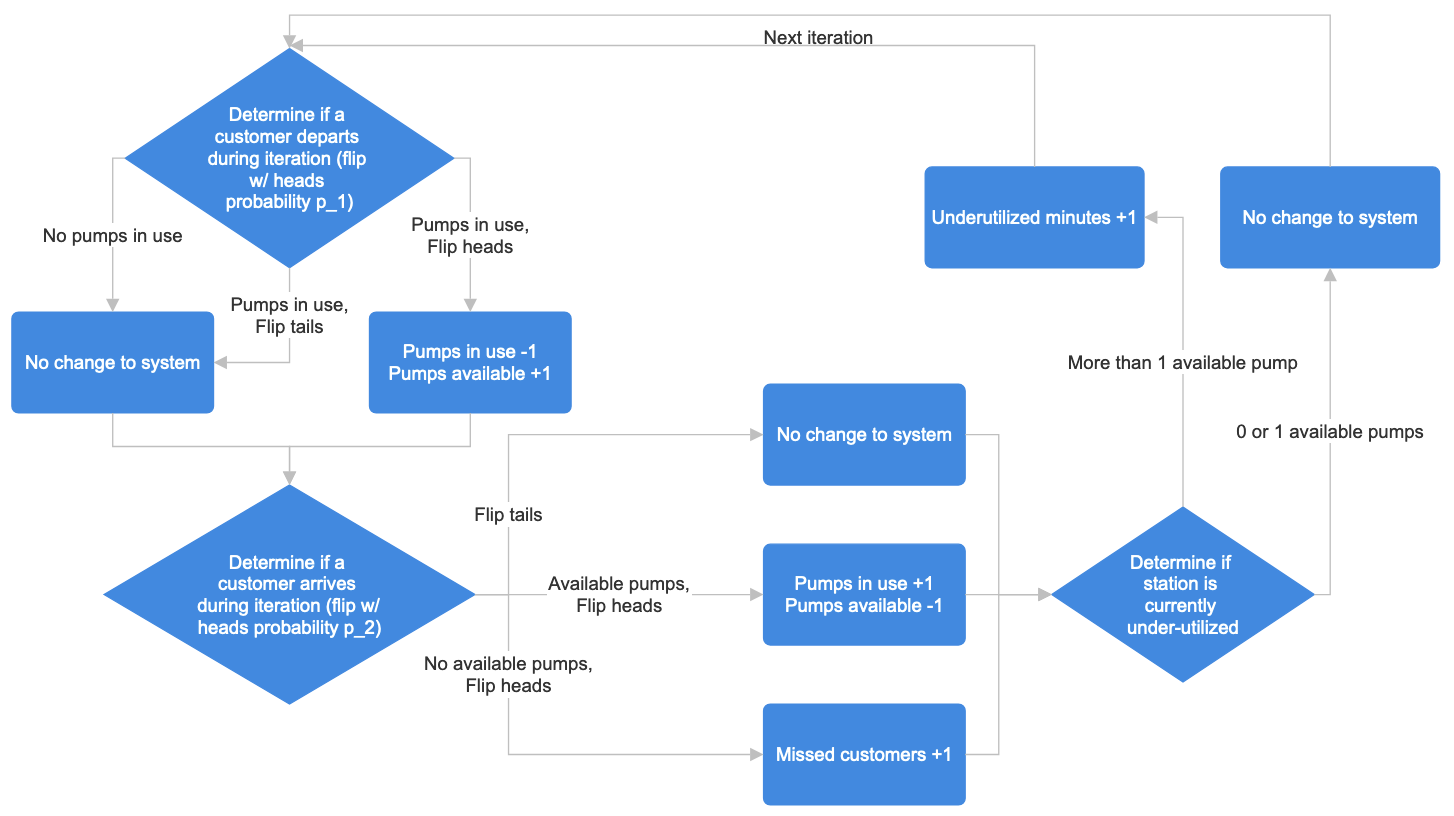 Next iteration
Determine if a
customer departs
during iteration (flip
w/ heads
probability p_1)
No pumps in use
Pumps in use,
Flip heads
Pumps in use,
Flip tails
No change to system
Pumps in use -1
Pumps available +1
Determine if a
customer arrives
during iteration (flip w/
heads probability p_2)
Flip tails
Available pumps,
Flip heads
No available pumps,
Flip heads
No change to system
Pumps in use +1
Pumps available -1
Missed customers +1
Determine if
station is
currently
under-utilized
More than 1 available pump
0 or 1 available pumps
Underutilized minutes +1
No change to system